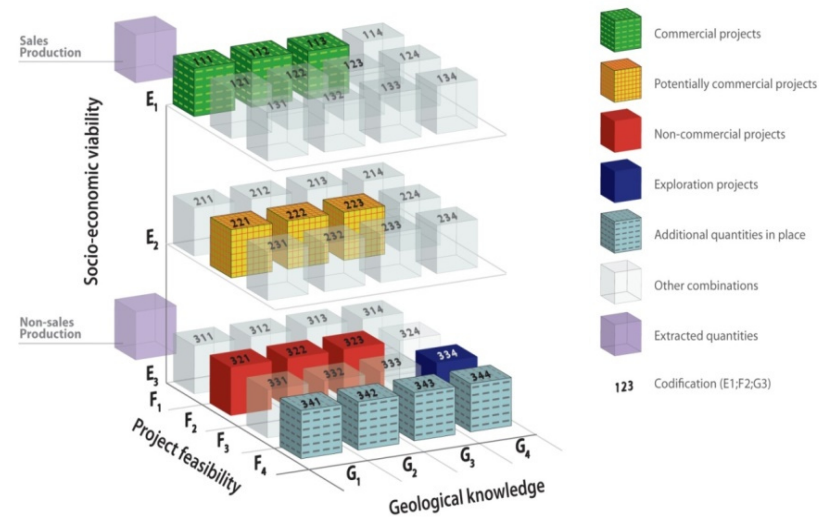 Sales
Production
Non-sales
Production
Socio-economic viability
E1
E2
E3
F1
F2
F3
F4
Project feasibility
G1
G2
G3
G4
Geological knowledge
111
112
113
114
121
122
123
124
131
132
133
134
211
212
213
214
221
222
223
224
231
232
233
234
311
312
313
314
321
322
323
324
331
332
333
334
341
342
343
344
Commercial projects
Potentially commercial projects
Non-commercial projects
Exploration projects
Additional quantities in place
Other combinations
Extracted quantities
123 Codification (E1;F2;G3)